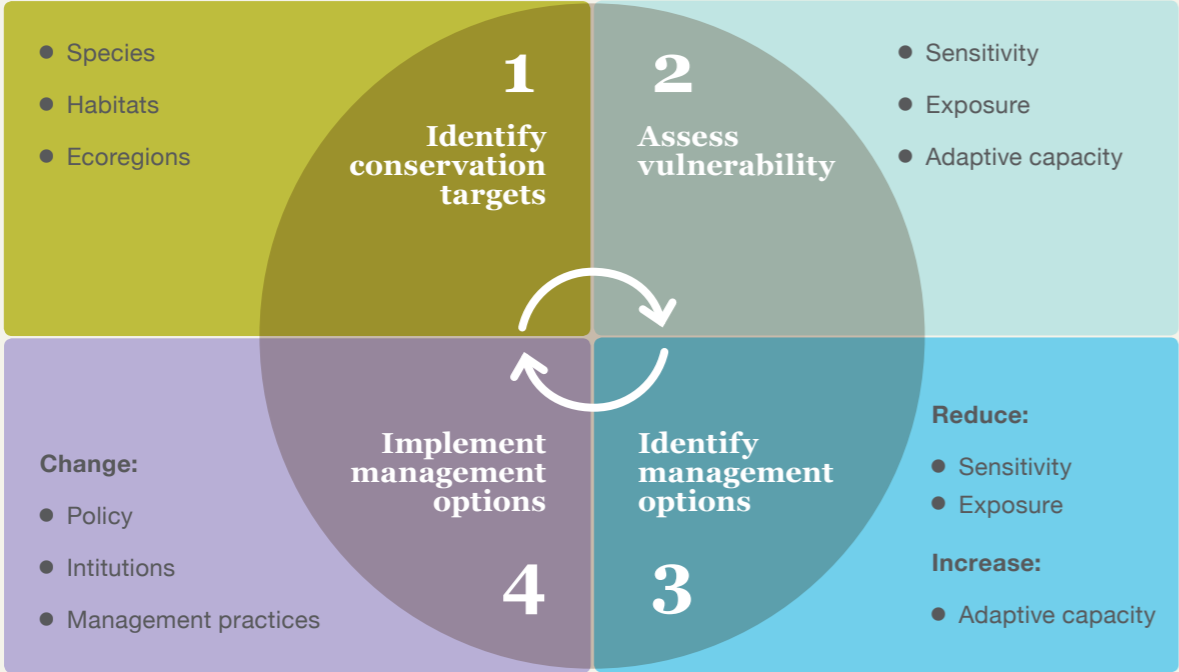 ● Species
● Habitats
● Ecoregions
1
Identify
conservation
targets
2
Assess
vulnerability
● Sensitivity
● Exposure
● Adaptive capacity
Change:
● Policy
● Intitutions
● Management practices
Implement
management
options
4
Identify
management
options
3
Reduce:
● Sensitivity
● Exposure
Increase:
● Adaptive capacity